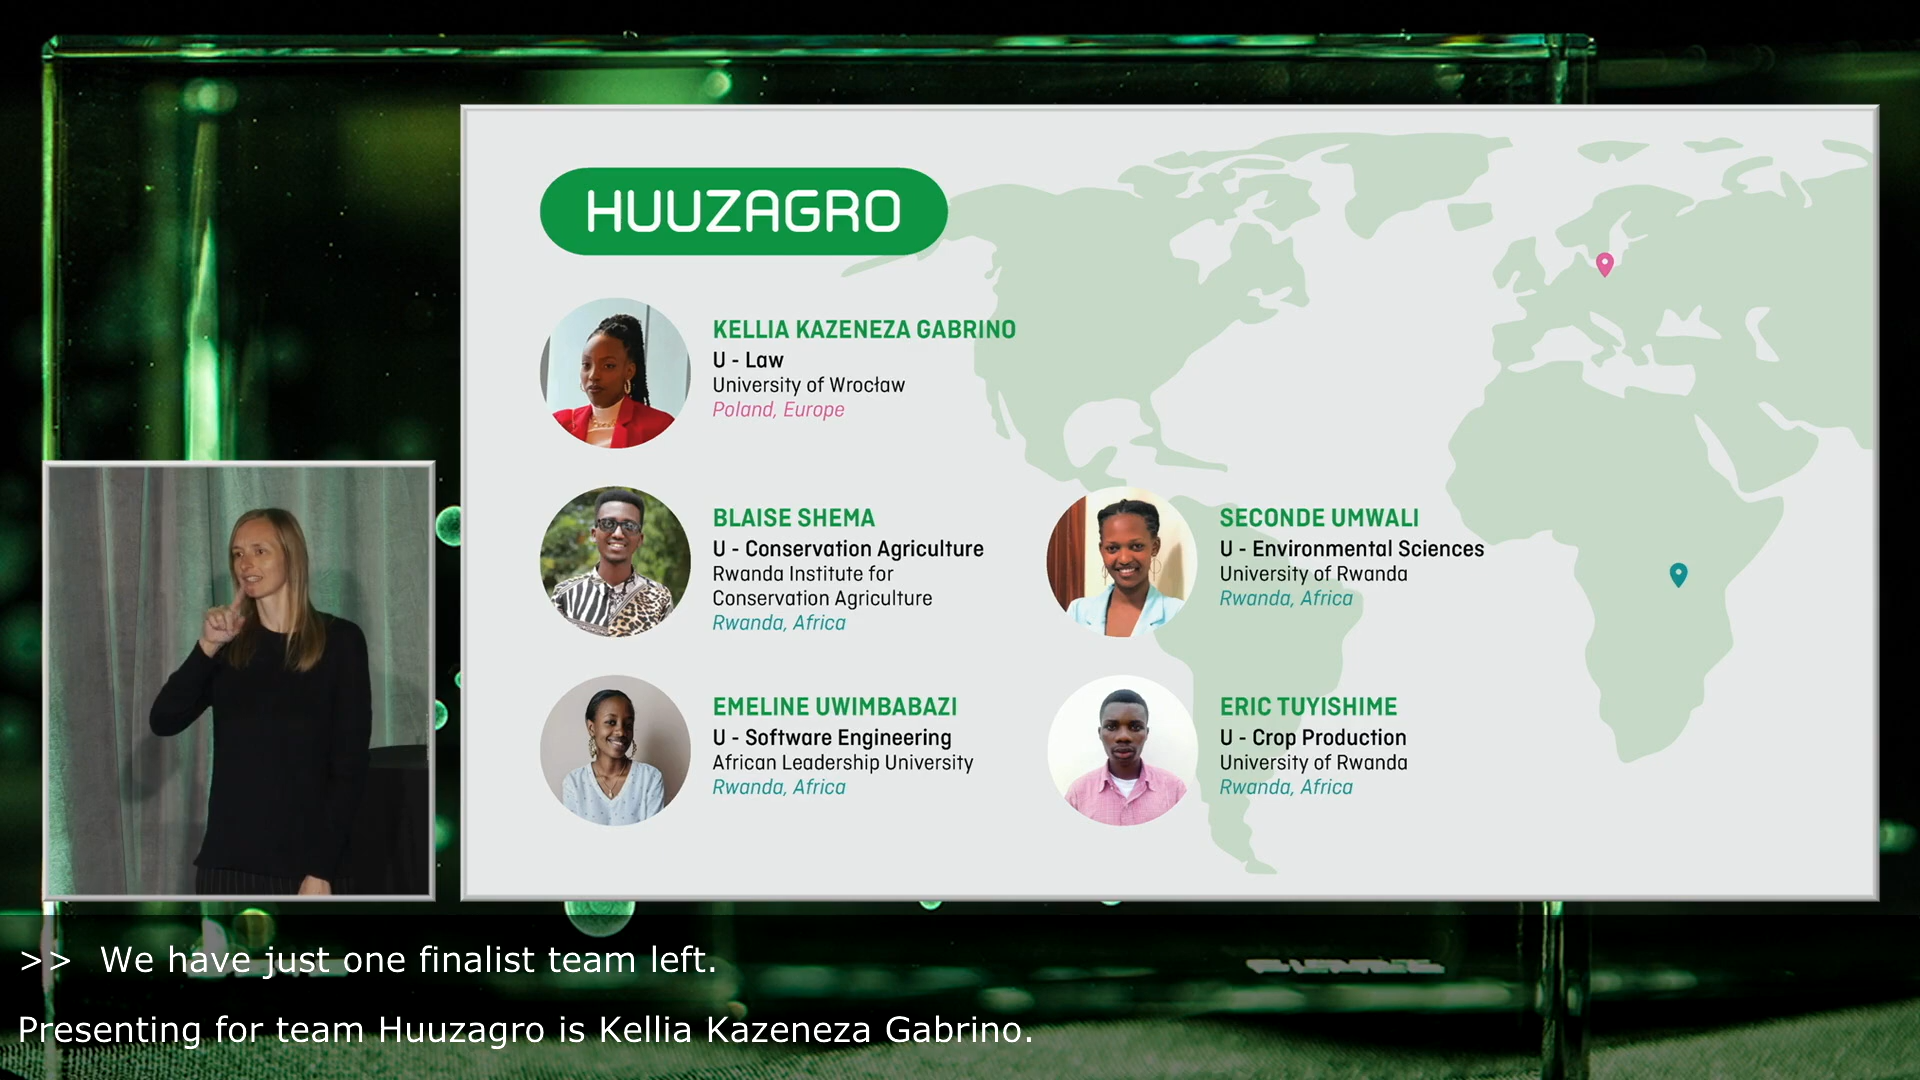 HUUZAGRO
KELLIA KAZENEZA GABRINO
U - Law
University of Wrocław
Poland, Europe
BLAISE SHEMA
U - Conservation Agriculture
Rwanda Institute for
Conservation Agriculture
Rwanda, Africa
SECONDE UMWALI
U - Environmental Sciences
University of Rwanda
Rwanda, Africa
EMELINE UWIMBABAZI
U - Software Engineering
African Leadership University
Rwanda, Africa
ERIC TUYISHIME
U - Crop Production
University of Rwanda
Rwanda, Africa
>> We have just one finalist team left.
Presenting for team Huuzagro is Kellia Kazeneza Gabrino.